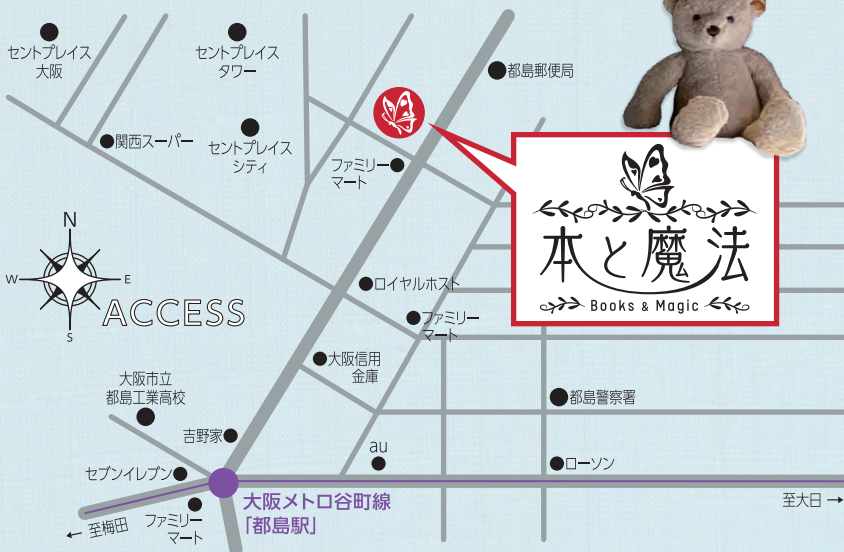 セントプレイス
大阪
セントプレイス
タワー
都島郵便局
関西スーパー
セントプレイス
シティ
ファミリー
マート
本と魔法
Books & Magic
N
W
E
S
ACCESS
ロイヤルホスト
ファミリー
マート
大阪信用
金庫
大阪市立
都島工業高校
都島警察署
吉野家
au
ローソン
セブンイレブン
大阪メトロ谷町線
「都島駅」
至大日→
←至梅田
ファミリー
マート